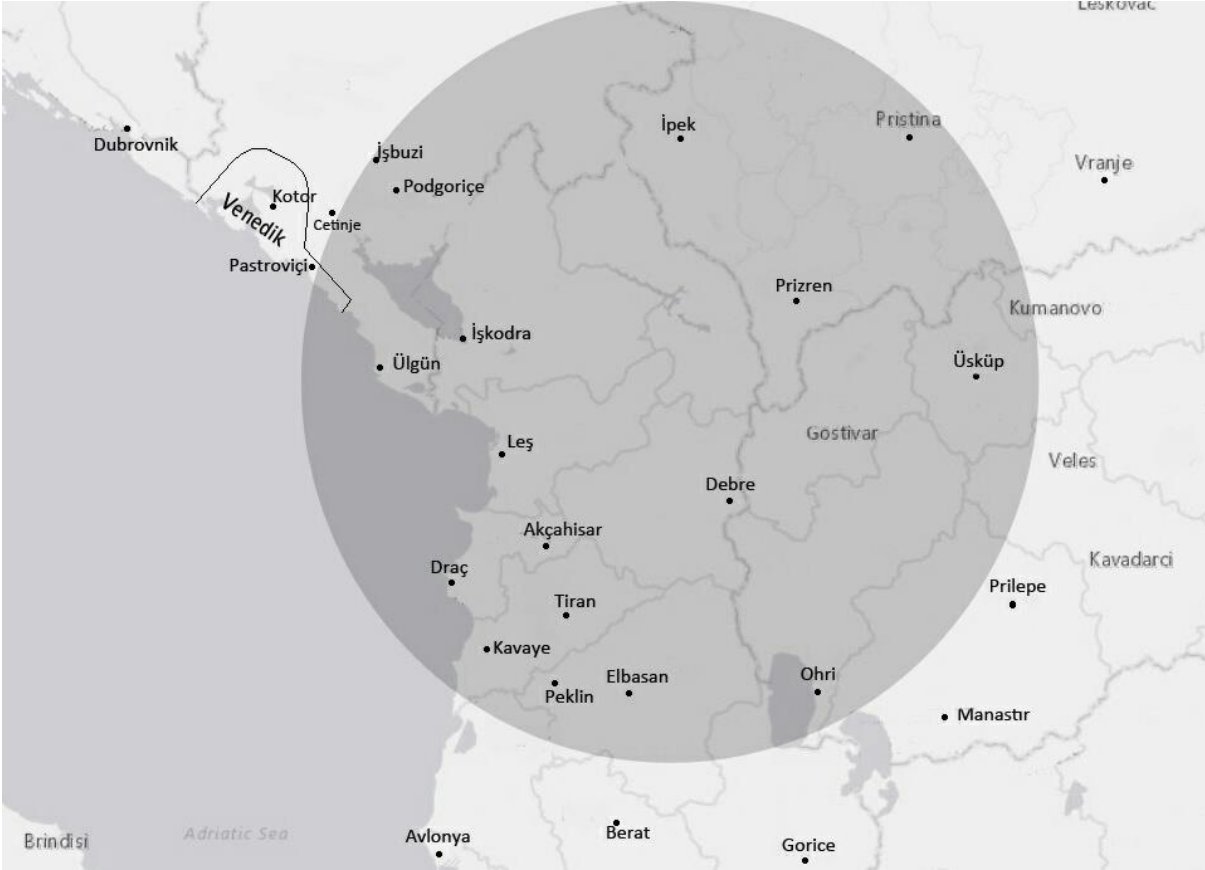 Leskovac
İpek
Pristina
Dubrovnik
İşbuzi
Vranje
Podgoriçe
Kotor
Venedik
Cetinje
Pastroviçi
Prizren
Kumanovo
İşkodra
Ülgün
Üsküp
Gostivar
Leş
Veles
Debre
Akçahisar
Kavadarci
Draç
Prilepe
Tiran
Kavaye
Elbasan
Ohri
Peklin
Manastır
Adriatic Sea
Brindisi
Avlonya
Berat
Gorice